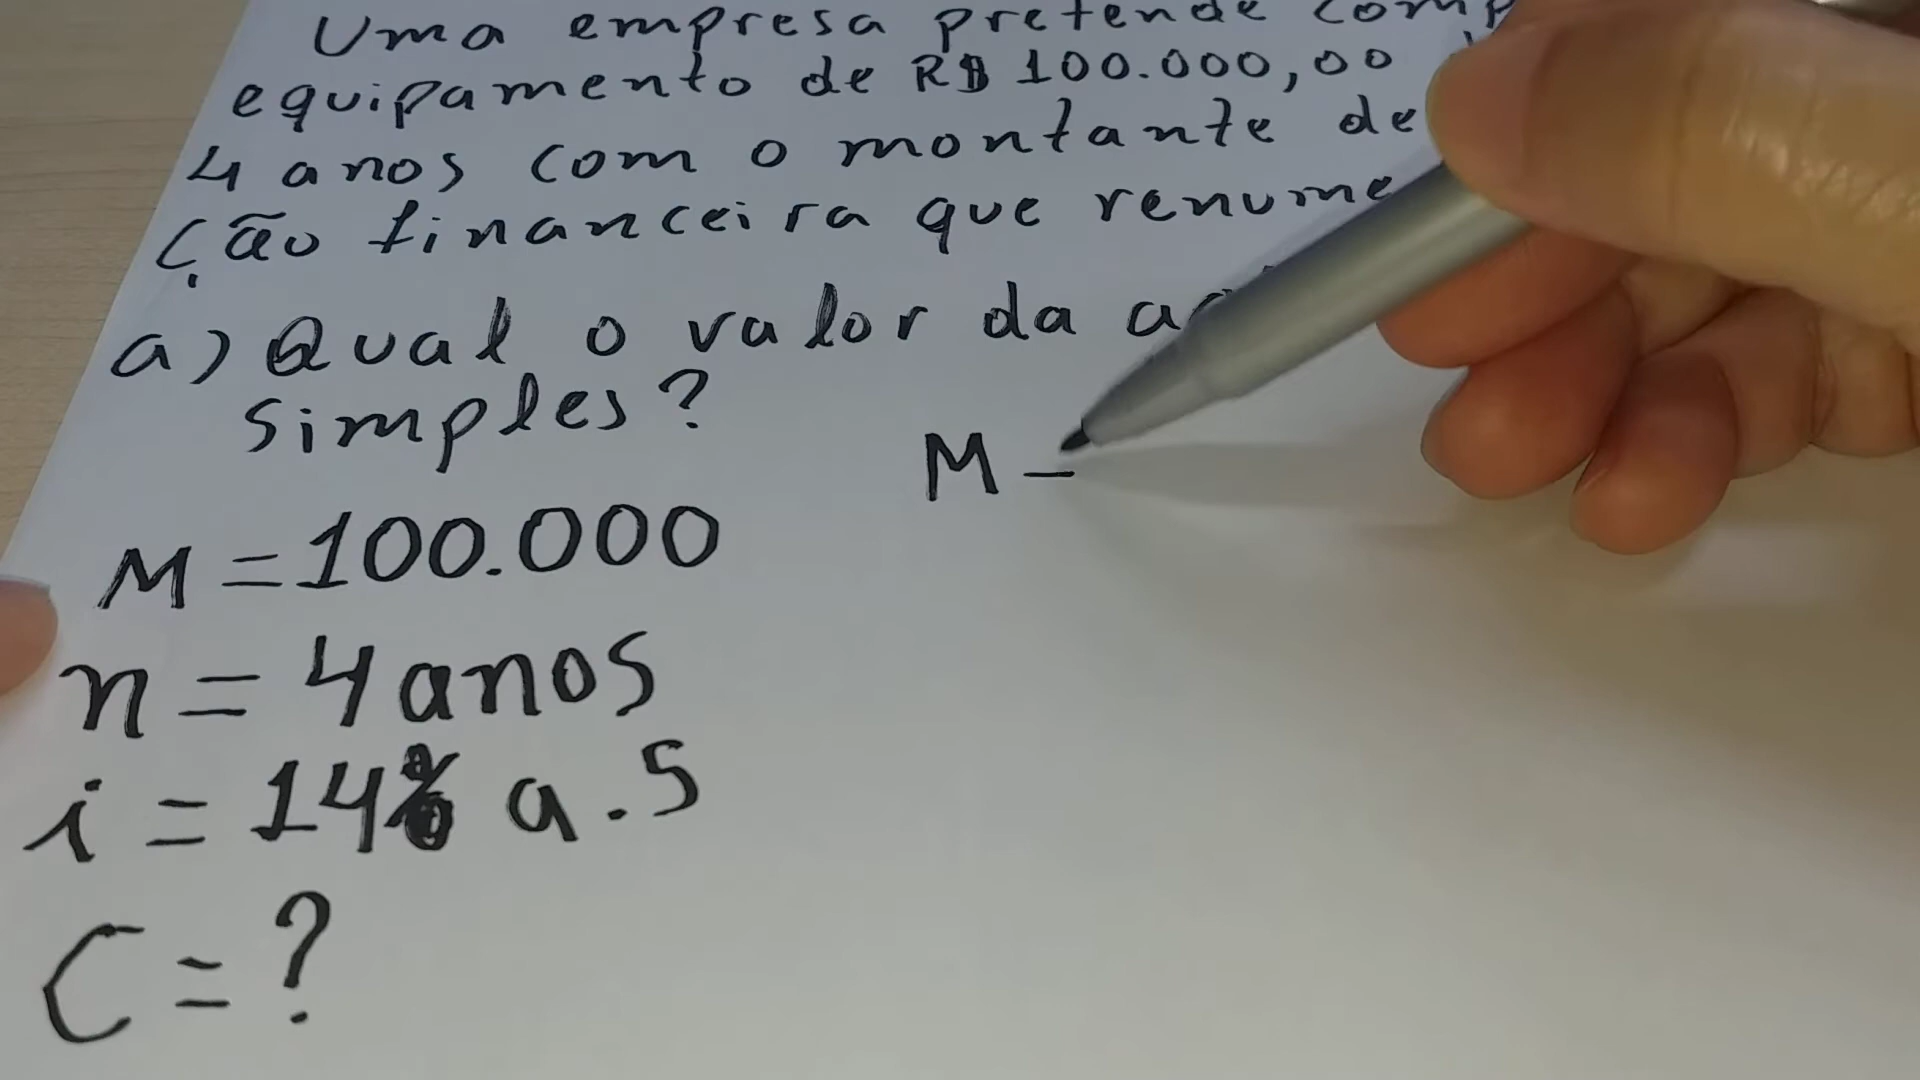 Uma empresa pretende comp
equipamento de R$ 100.000,00
4 anos com o montante de
ção financeira que renume
a) Qual o valor da
simples?
M =
M = 100.000
n = 4 anos
i = 14% a.s
C = ?